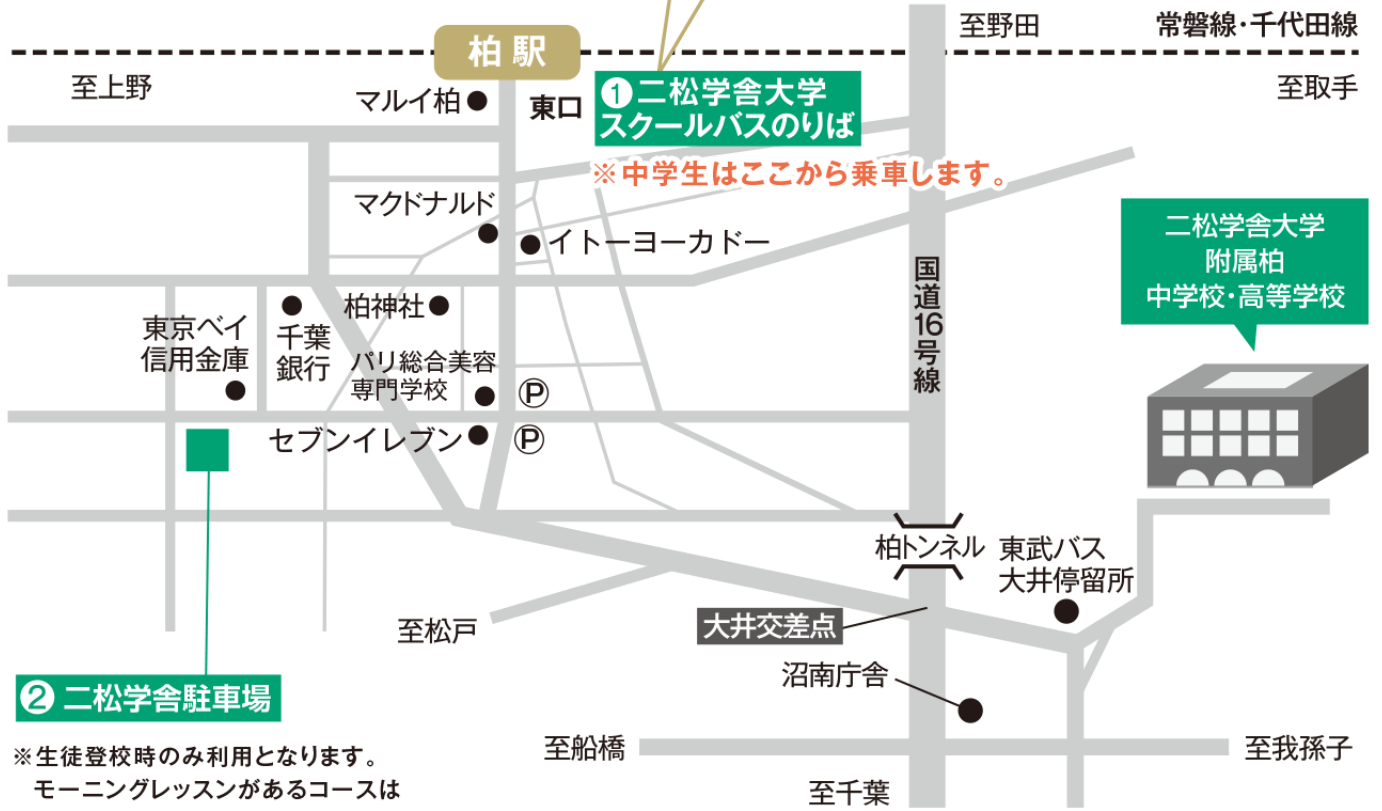 至野田
常磐線・千代田線
柏駅
至上野
至取手
マルイ柏
東口
❶二松学舎大学
スクールバスのりば
※中学生はここから乗車します。
マクドナルド
イトーヨーカドー
二松学舎大学
附属柏
中学校・高等学校
国道16号線
柏神社
東京ベイ
信用金庫
千葉
銀行
パリ総合美容
専門学校
Ⓟ
セブンイレブン
Ⓟ
柏トンネル
東武バス
大井停留所
至松戸
大井交差点
沼南庁舎
❷ 二松学舎駐車場
※生徒登校時のみ利用となります。
モーニングレッスンがあるコースは
至船橋
至我孫子
至千葉